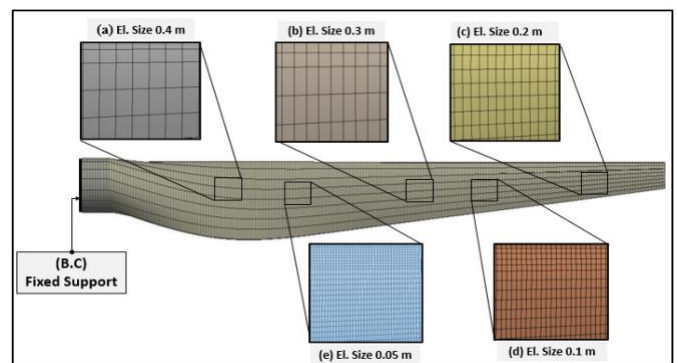 (a) El. Size 0.4 m
(b) El. Size 0.3 m
(c) El. Size 0.2 m
(B.C)
Fixed Support
(e) El. Size 0.05 m
(d) El. Size 0.1 m